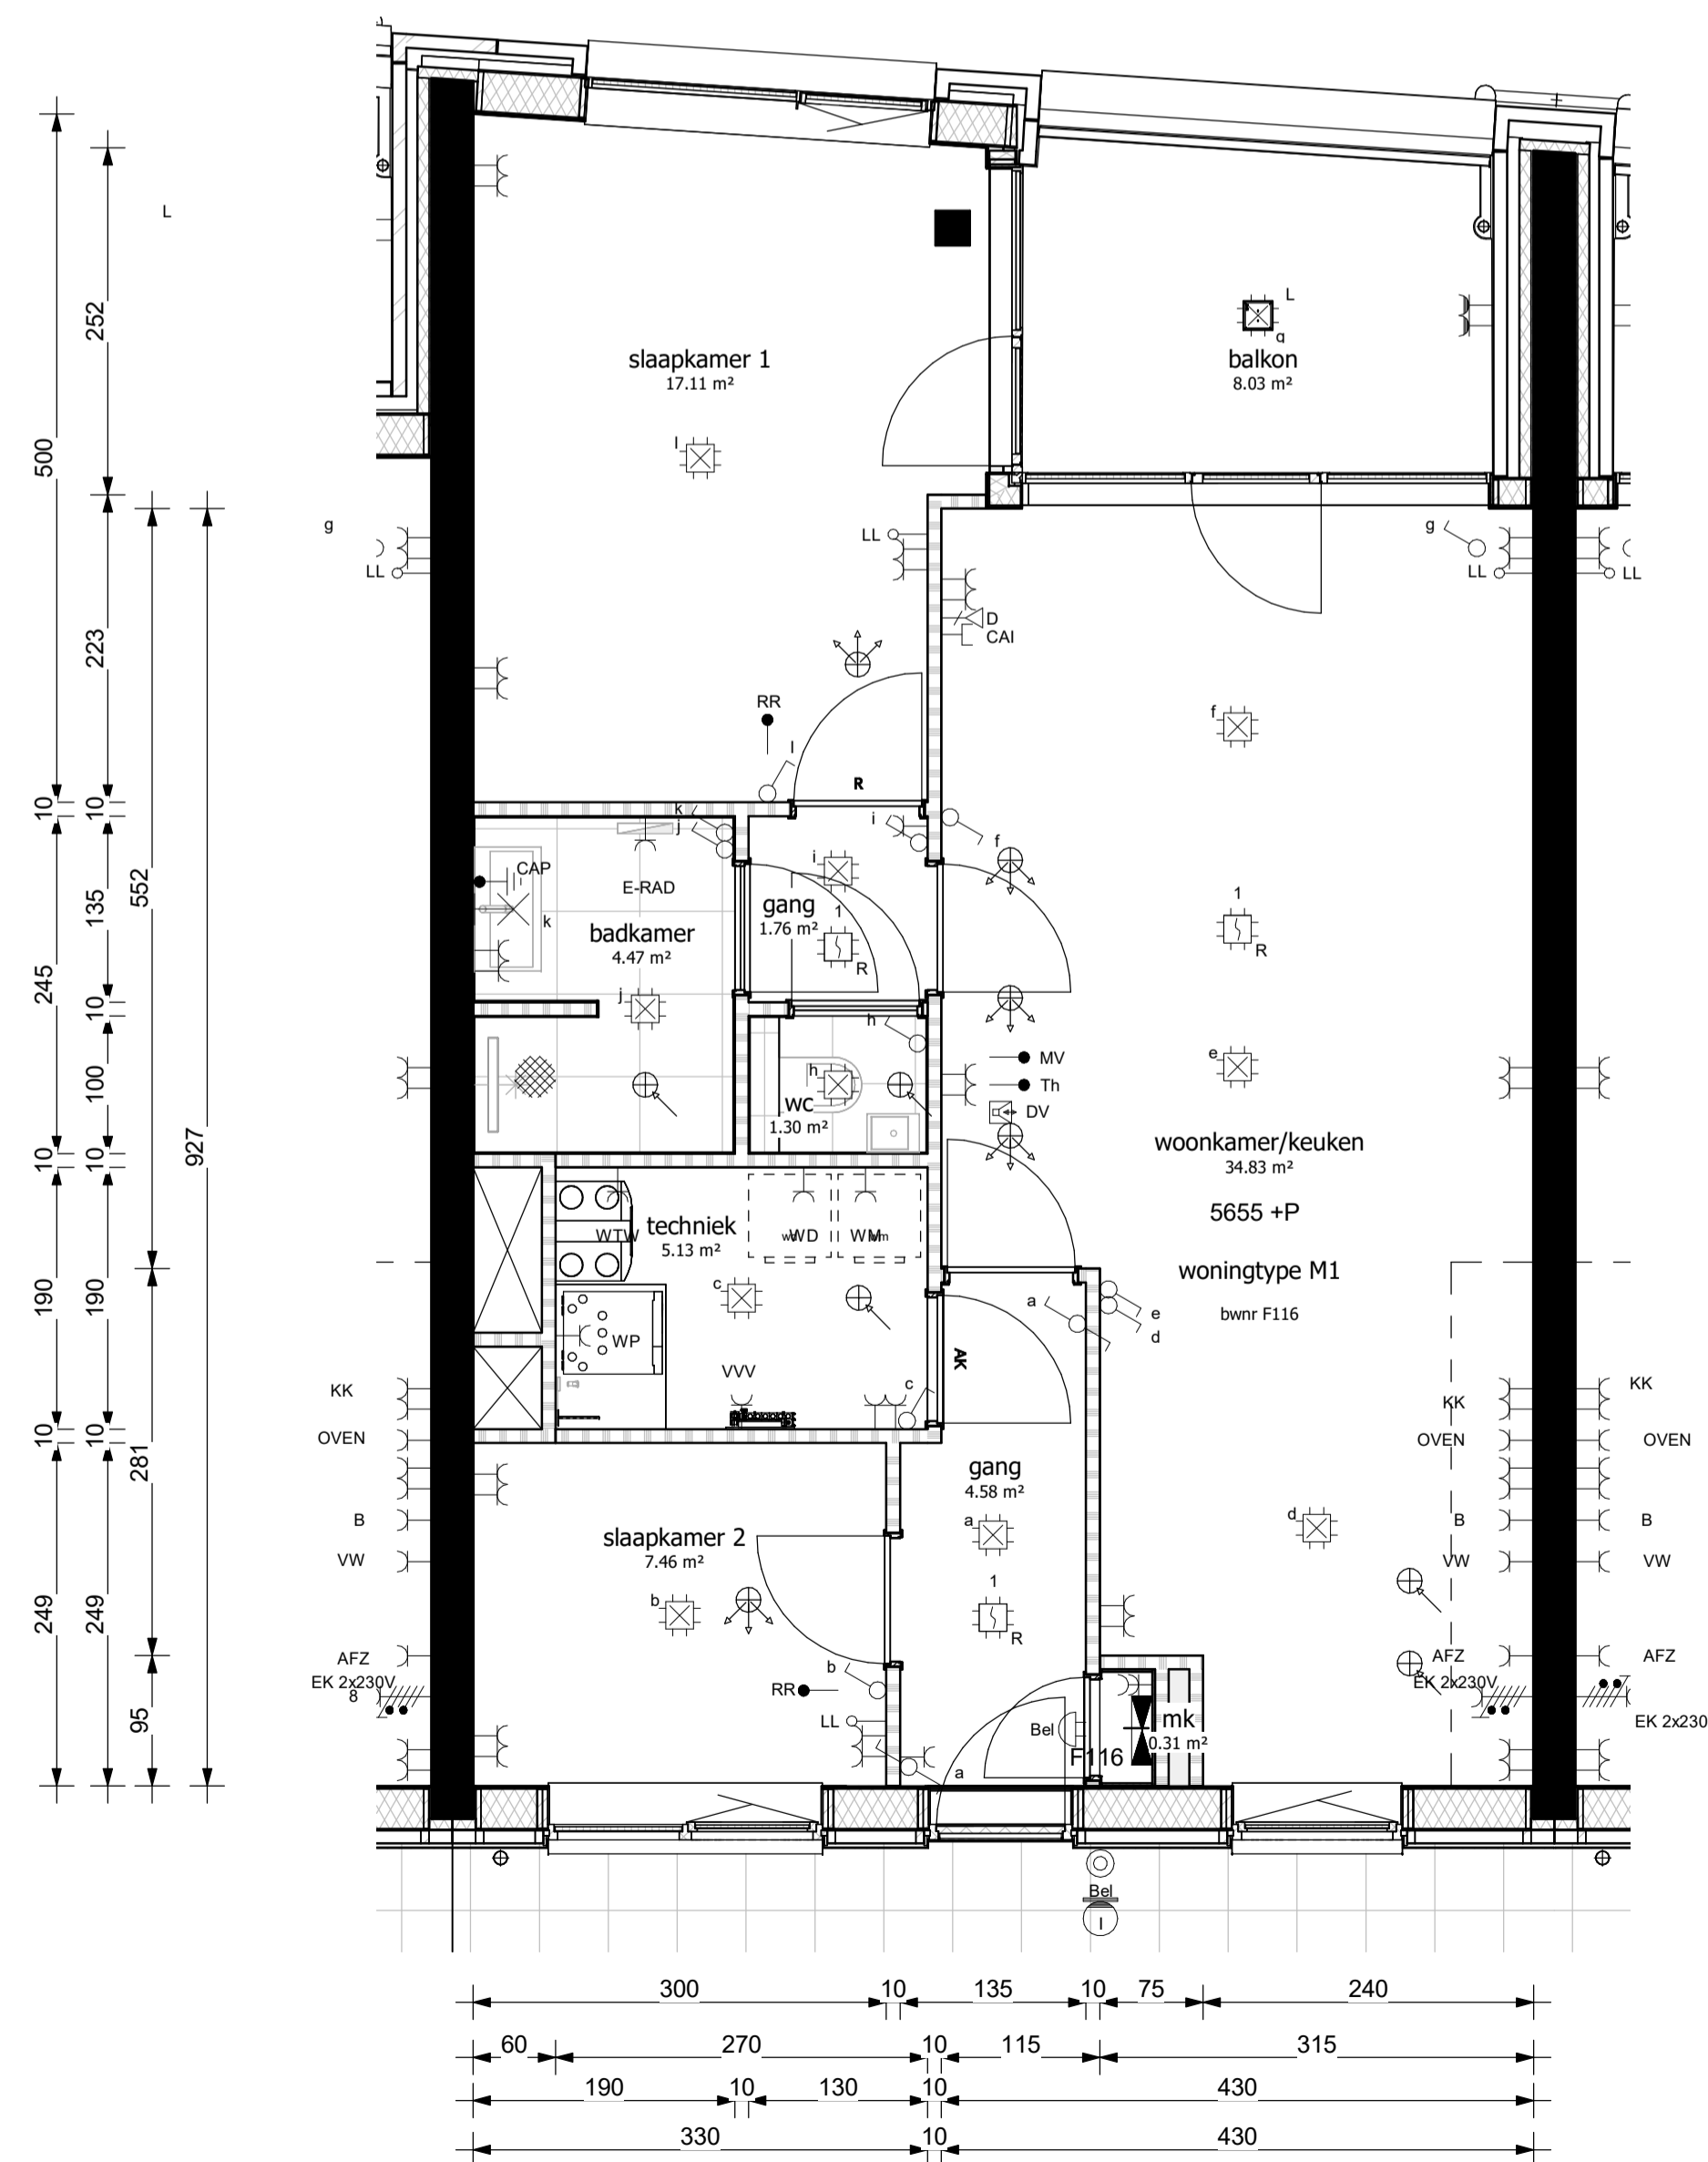 L
L
q
slaapkamer 1
17.11 m²
balkon
8.03 m²
252
500
l
g
LL
LL
g
LL
LL
D
CAI
223
RR
l
f
R
10
10
k
j
i
f
552
135
CAP
E-RAD
k
i
gang
1.76 m²
1
R
1
R
badkamer
4.47 m²
245
10
j
h
100
927
h
WC
1.30 m²
MV
Th
DV
e
woonkamer/keuken
34.83 m²
5655 +P
woningtype M1
bwnr F116
10
10
190
190
WTW
techniek
5.13 m²
WD
WM
c
a
e
d
WP
VVV
c
AK
KK
KK
KK
10
10
OVEN
OVEN
OVEN
281
gang
4.58 m²
a
d
B
B
B
VW
VW
VW
slaapkamer 2
7.46 m²
b
1
R
249
249
AFZ
AFZ
AFZ
EK 2x230V
8
EK 2x230V
EK 2x230
b
RR
LL
95
a
Bel
F116
mk
0.31 m²
Bel
I
300
10
135
10
75
240
60
270
10
115
315
190
10
130
10
430
330
10
430